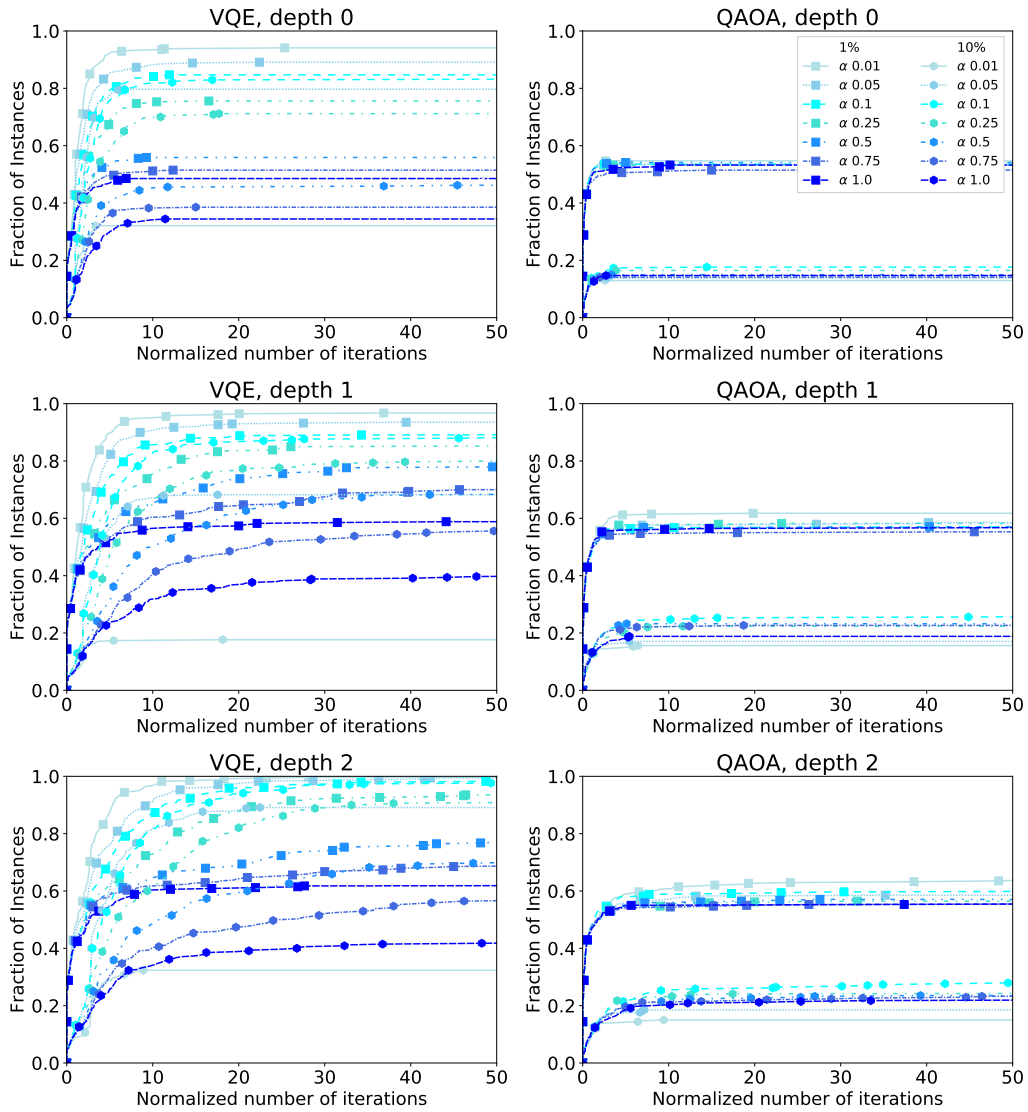 VQE, depth 0
Fraction of Instances
1.0
0.8
0.6
0.4
0.2
0.0
0 10 20 30 40 50
Normalized number of iterations
QAOA, depth 0
Fraction of Instances
1.0
0.8
0.6
0.4
0.2
0.0
1% 10%
α 0.01 α 0.01
α 0.05 α 0.05
α 0.1 α 0.1
α 0.25 α 0.25
α 0.5 α 0.5
α 0.75 α 0.75
α 1.0 α 1.0
0 10 20 30 40 50
Normalized number of iterations
VQE, depth 1
Fraction of Instances
1.0
0.8
0.6
0.4
0.2
0.0
0 10 20 30 40 50
Normalized number of iterations
QAOA, depth 1
Fraction of Instances
1.0
0.8
0.6
0.4
0.2
0.0
0 10 20 30 40 50
Normalized number of iterations
VQE, depth 2
Fraction of Instances
1.0
0.8
0.6
0.4
0.2
0.0
0 10 20 30 40 50
Normalized number of iterations
QAOA, depth 2
Fraction of Instances
1.0
0.8
0.6
0.4
0.2
0.0
0 10 20 30 40 50
Normalized number of iterations